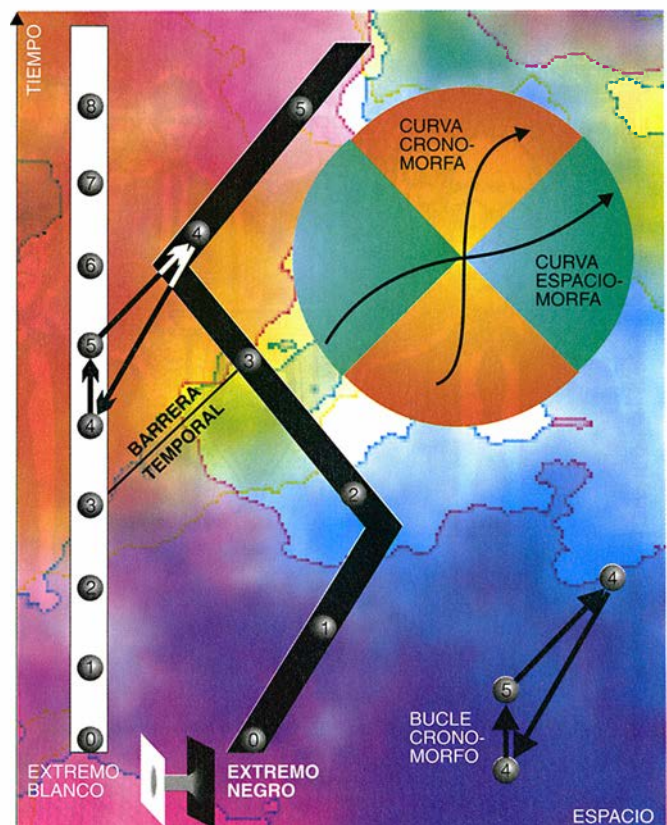 TIEMPO
8
7
6
5
4
3
2
1
0
EXTREMO
BLANCO
5
4
3
2
1
0
EXTREMO
NEGRO
BARRERA
TEMPORAL
CURVA
CRONO-
MORFA
CURVA
ESPACIO-
MORFA
4
5
4
BUCLE
CRONO-
MORFO
ESPACIO